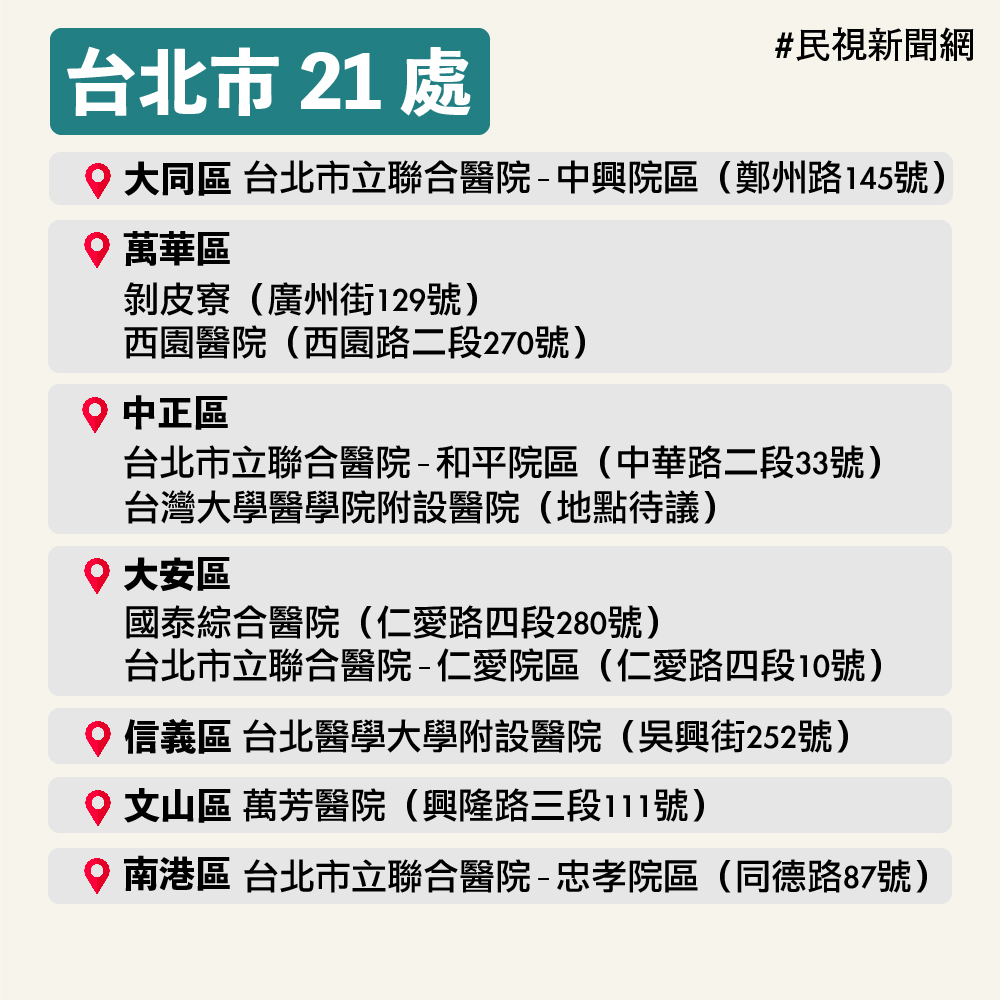 #民視新聞網
台北市 21 處
大同區 台北市立聯合醫院–中興院區（鄭州路145號）
萬華區
剝皮寮（廣州街129號）
西園醫院（西園路二段270號）
中正區
台北市立聯合醫院–和平院區（中華路二段33號）
台灣大學醫學院附設醫院（地點待議）
大安區
國泰綜合醫院（仁愛路四段280號）
台北市立聯合醫院–仁愛院區（仁愛路四段10號）
信義區 台北醫學大學附設醫院（吳興街252號）
文山區 萬芳醫院（興隆路三段111號）
南港區 台北市立聯合醫院–忠孝院區（同德路87號）